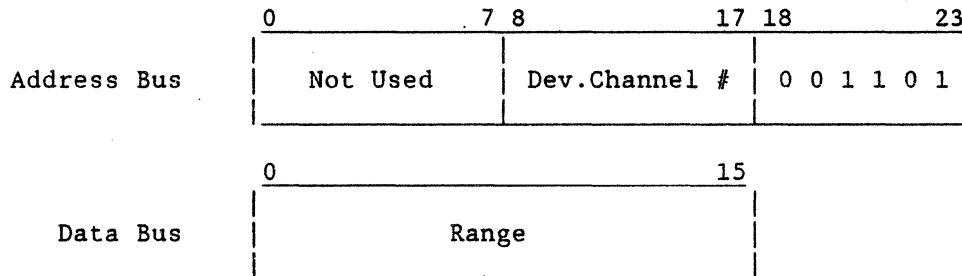 0 7 8 17 18 23
Address Bus Not Used Dev.Channel # 0 0 1 1 0 1
0 15
Data Bus Range